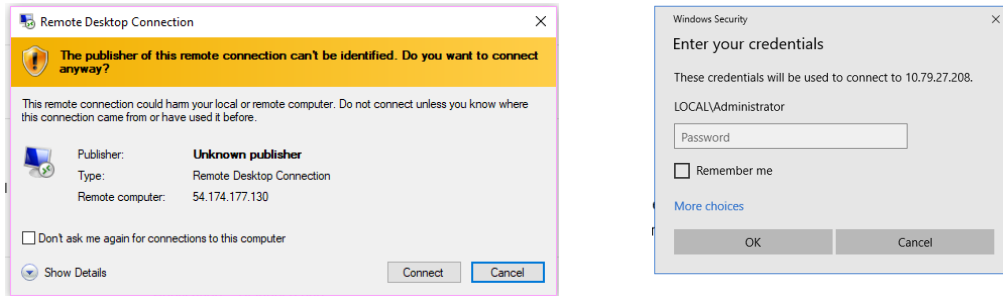 Remote Desktop Connection
The publisher of this remote connection can't be identified. Do you want to connect
anyway?
This remote connection could harm your local or remote computer. Do not connect unless you know where
this connection came from or have used it before.
Publisher: Unknown publisher
Type: Remote Desktop Connection
Remote computer: 54.174.177.130
Don't ask me again for connections to this computer
Show Details
Connect
Cancel
Windows Security
Enter your credentials
These credentials will be used to connect to 10.79.27.208.
LOCAL\Administrator
Password
Remember me
More choices
OK
Cancel